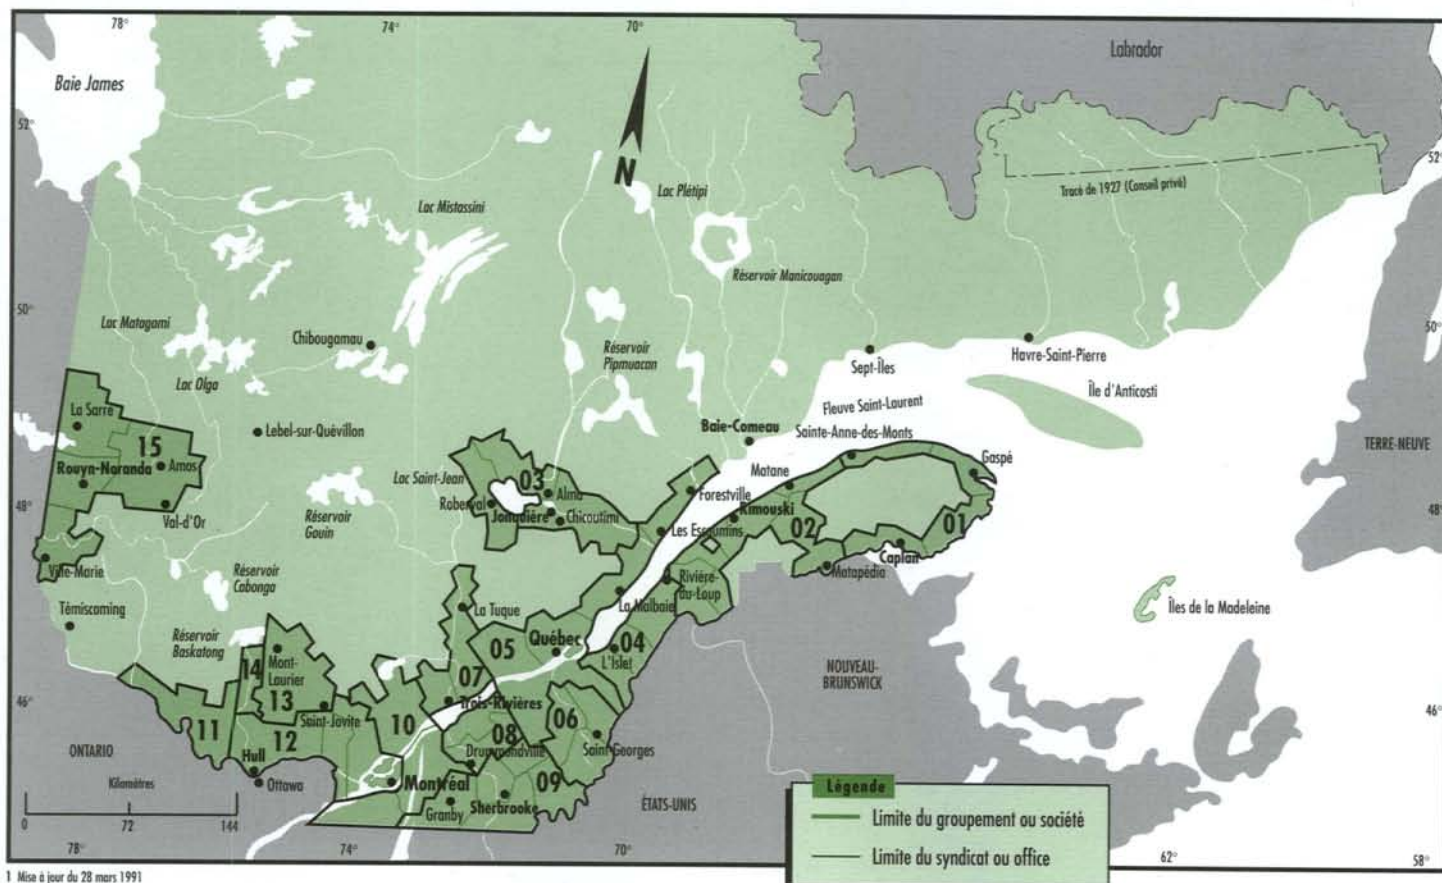 78°
74°
70°
Labrador
Baie James
52°
52°
N
Lac Plétipi
Tracé de 1927 (Conseil privé)
Lac Mistassini
Réservoir Manicouagan
50°
50°
Lac Matagami
Chibougamau
Réservoir
Pipmuacan
Sept-Îles
Havre-Saint-Pierre
Lac Olga
Île d'Anticosti
La Sarre
Fleuve Saint-Laurent
Lebel-sur-Quévillon
Baie-Comeau
Sainte-Anne-des-Monts
TERRE-NEUVE
15
Rouyn-Noranda
Amos
Lac Saint-Jean
03
Alma
Matane
Gaspé
Roberval
Forestville
48°
48°
Val-d'Or
Jonquière
Chicoutimi
Rimouski
02
01
Réservoir
Gouin
Les Escoumins
Caplan
Ville-Marie
Réservoir
Cabonga
Matapédia
Rivière-
du-Loup
La Malbaie
La Tuque
Îles de la Madeleine
Témiscaming
Réservoir
Baskatong
05
Québec
04
L'Islet
14
Mont-
Laurier
07
NOUVEAU-
BRUNSWICK
46°
46°
13
Saint-Jovite
Trois-Rivières
11
12
10
08
06
Drummondville
Saint-Georges
ONTARIO
Hull
Ottawa
Montréal
09
Kilomètres
Granby
Sherbrooke
ÉTATS-UNIS
0
72
144
78°
74°
70°
62°
58°
Légende
Limite du groupement ou société
Limite du syndicat ou office
1 Mise à jour du 28 mars 1991